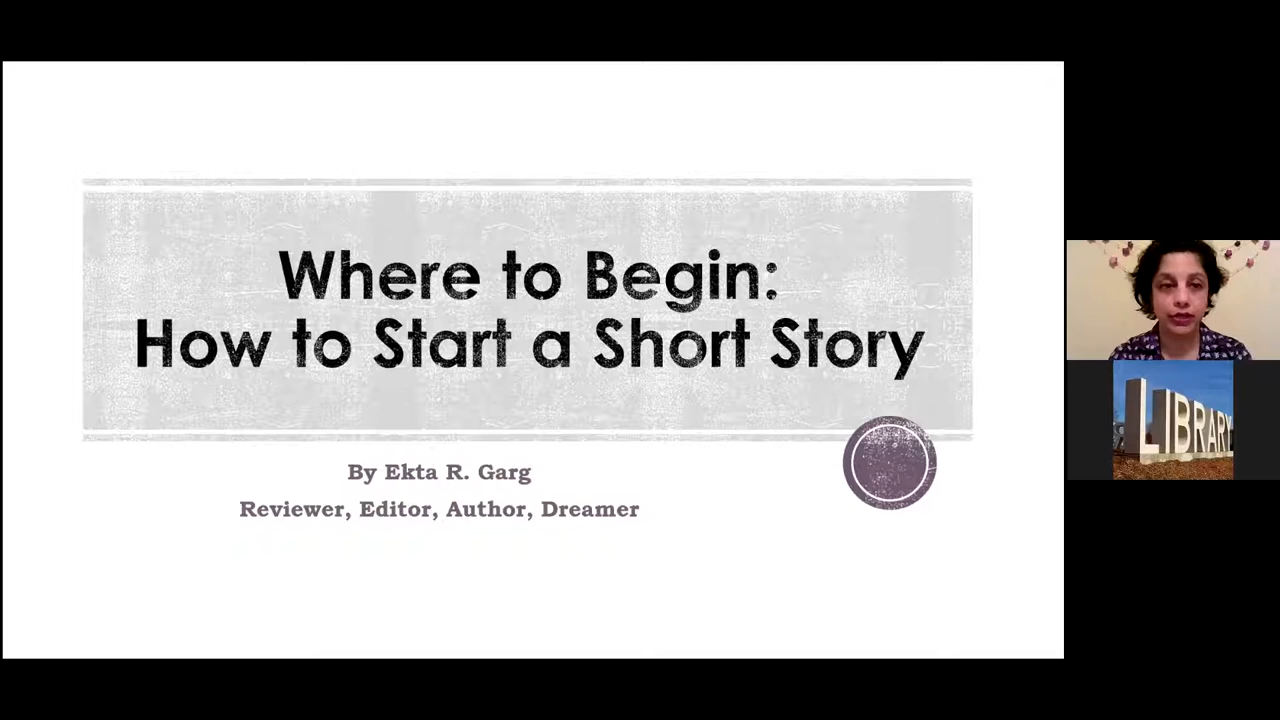 Where to Begin:
How to Start a Short Story
By Ekta R. Garg
Reviewer, Editor, Author, Dreamer
LIBRARY